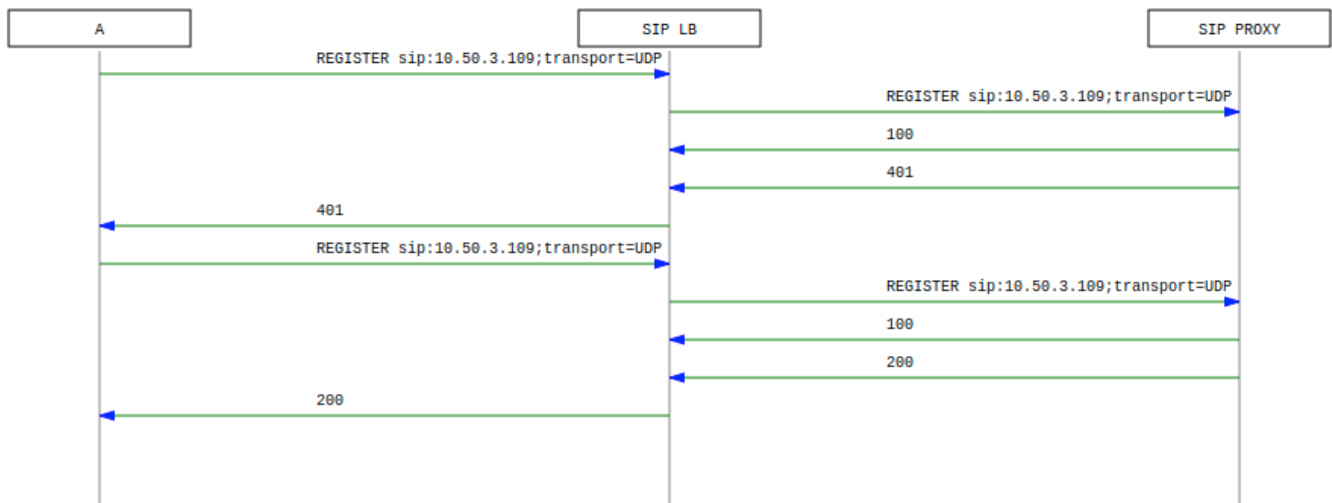 A
SIP LB
SIP PROXY
REGISTER sip:10.50.3.109;transport=UDP
REGISTER sip:10.50.3.109;transport=UDP
100
401
401
REGISTER sip:10.50.3.109;transport=UDP
REGISTER sip:10.50.3.109;transport=UDP
100
200
200